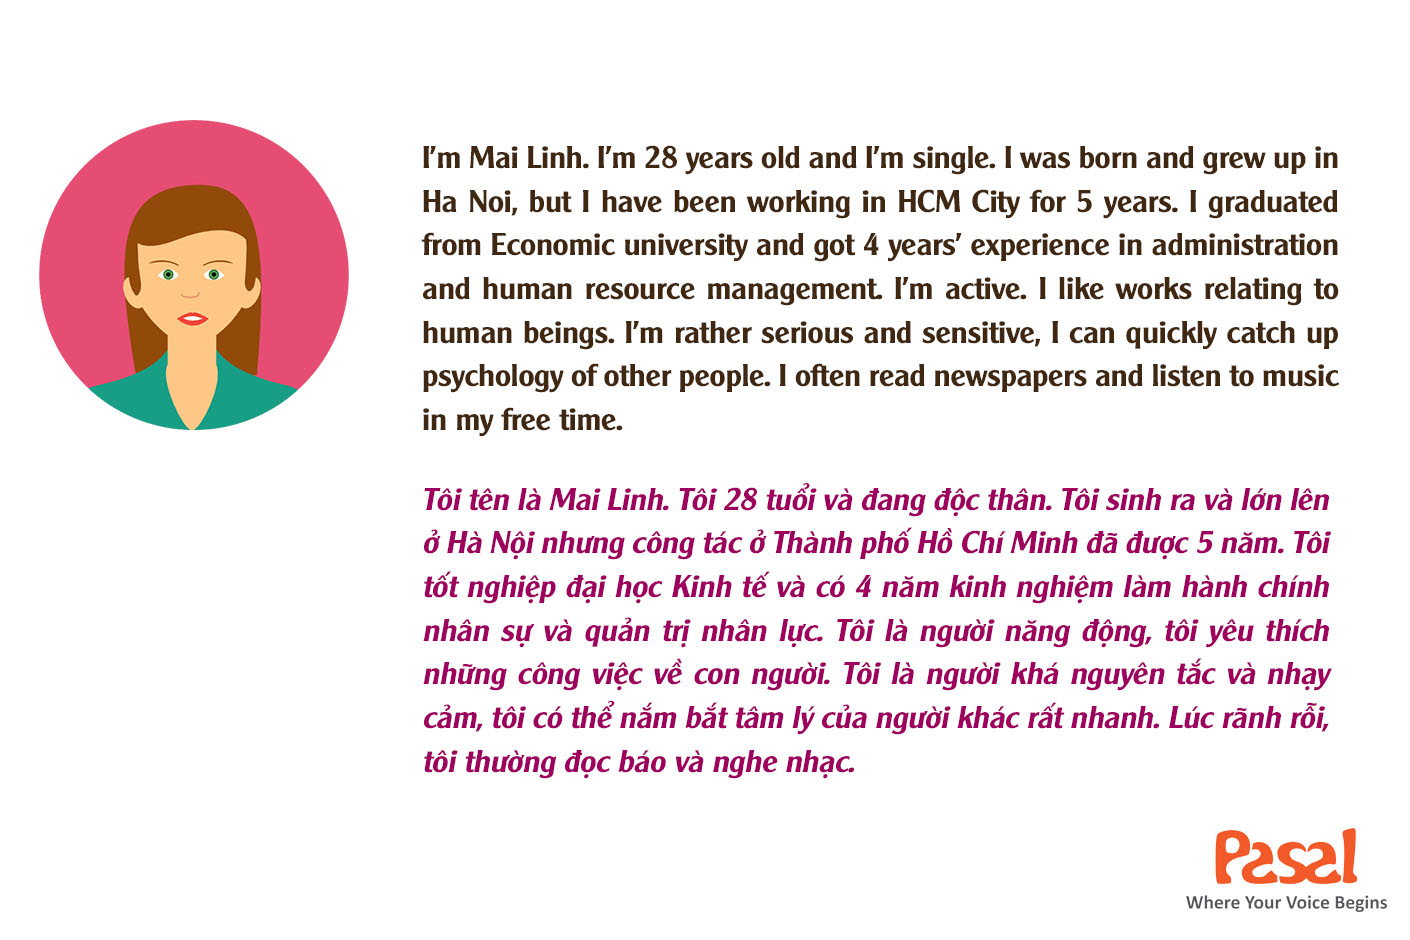 I'm Mai Linh. I'm 28 years old and I'm single. I was born and grew up in
Ha Noi, but I have been working in HCM City for 5 years. I graduated
from Economic university and got 4 years' experience in administration
and human resource management. I'm active. I like works relating to
human beings. I'm rather serious and sensitive, I can quickly catch up
psychology of other people. I often read newspapers and listen to music
in my free time.
Tôi tên là Mai Linh. Tôi 28 tuổi và đang độc thân. Tôi sinh ra và lớn lên
ở Hà Nội nhưng công tác ở Thành phố Hồ Chí Minh đã được 5 năm. Tôi
tốt nghiệp đại học Kinh tế và có 4 năm kinh nghiệm làm hành chính
nhân sự và quản trị nhân lực. Tôi là người năng động, tôi yêu thích
những công việc về con người. Tôi là người khá nguyên tắc và nhạy
cảm, tôi có thể nắm bắt tâm lý của người khác rất nhanh. Lúc rãnh rỗi,
tôi thường đọc báo và nghe nhạc.
Pasal
Where Your Voice Begins